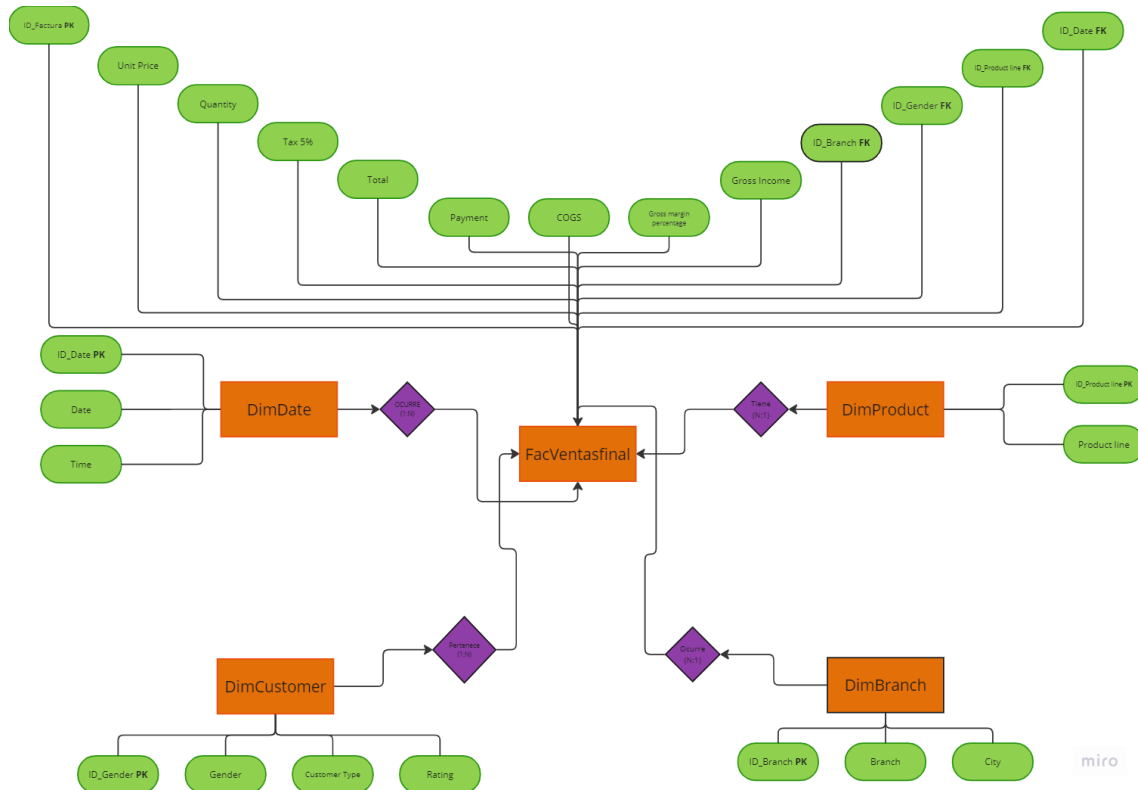 ID_Factura PK
ID_Date FK
Unit Price
ID_Product line FK
Quantity
ID_Gender FK
Tax 5%
ID_Branch FK
Total
Gross Income
Payment
COGS
Gross margin
percentage
ID_Date PK
Date
Time
DimDate
OCURRE
(1:N)
FacVentasfinal
Tiene
(N:1)
DimProduct
ID_Product line PK
Product line
Pertenece
(1:N)
DimCustomer
ID_Gender PK
Gender
Customer Type
Rating
Ocurre
(N:1)
DimBranch
ID_Branch PK
Branch
City
miro